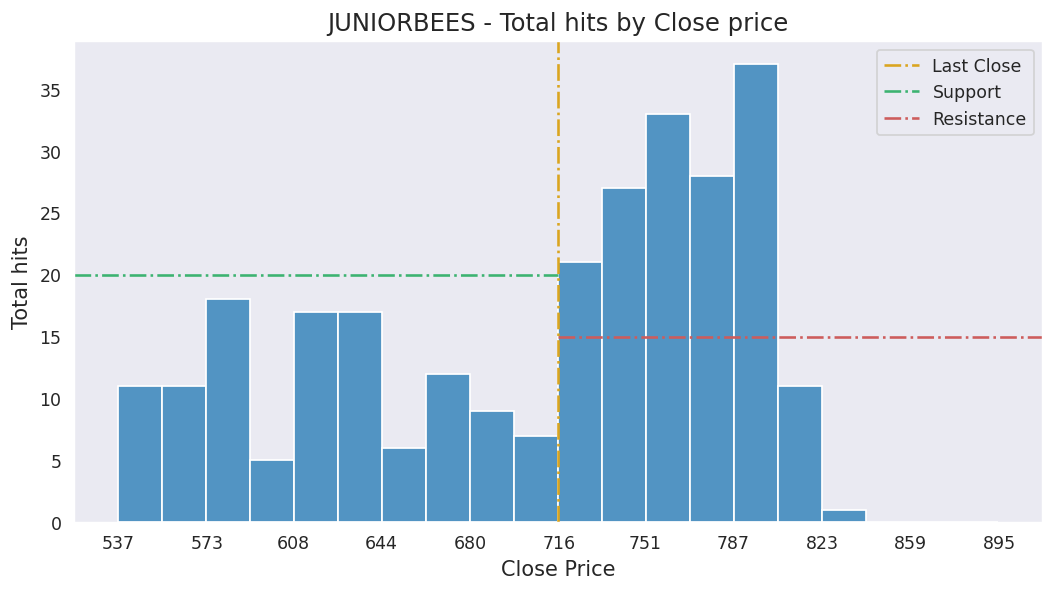 JUNIORBEES - Total hits by Close price
Last Close
Support
Resistance
Total hits
35
30
25
20
15
10
5
0
537 573 608 644 680 716 751 787 823 859 895
Close Price